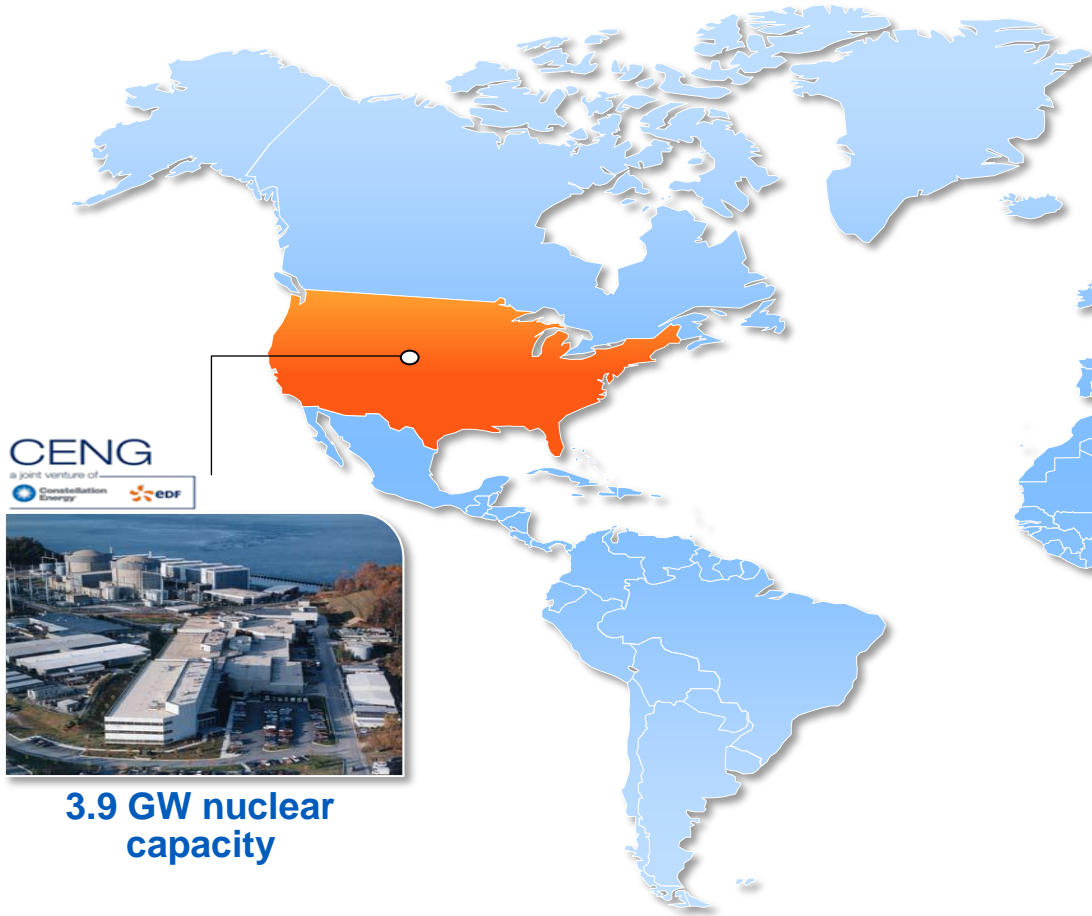 CENG
a joint venture of
Constellation Energy
eDF
3.9 GW nuclear
capacity